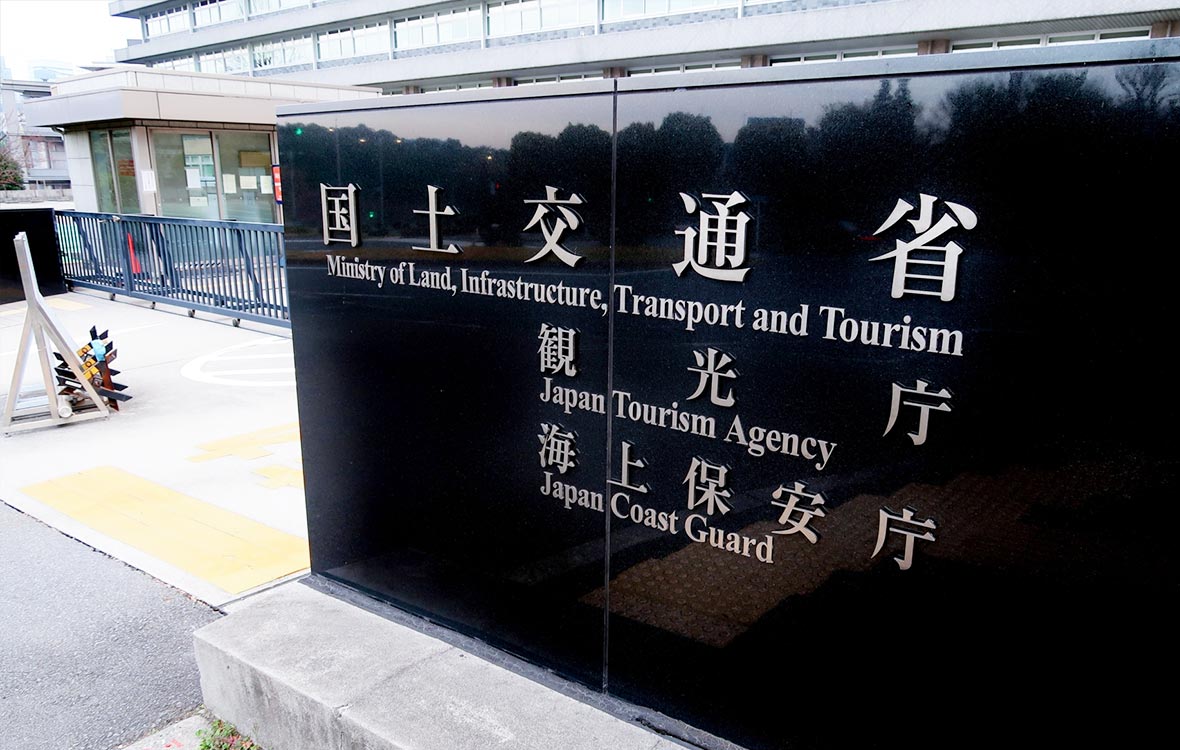 国土交通省
Ministry of Land, Infrastructure, Transport and Tourism
観光庁
Japan Tourism Agency
海上保安庁
Japan Coast Guard